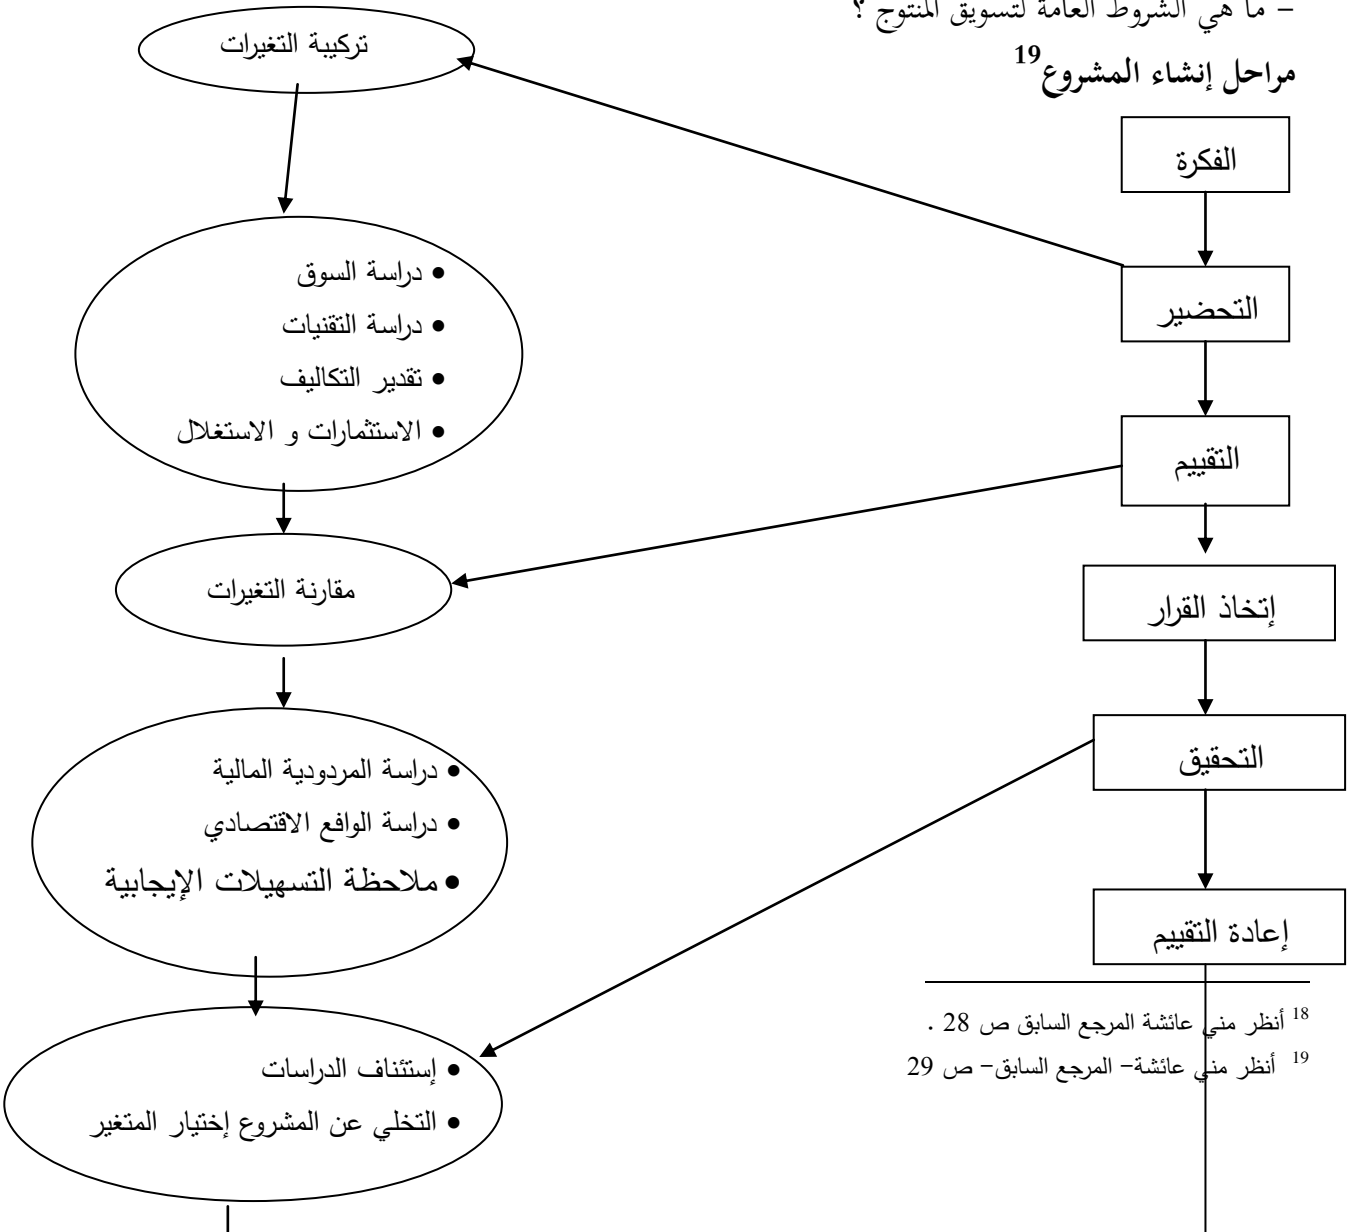 – ما هي الشروط العامة لتسويق المنتوج ؟
مراحل إنشاء المشروع19
الفكرة
التحضير
التقييم
إتخاذ القرار
التحقيق
إعادة التقييم
تركيبة التغيرات
• دراسة السوق
• دراسة التقنيات
• تقدير التكاليف
• الاستثمارات و الاستغلال
مقارنة التغيرات
• دراسة المردودية المالية
• دراسة الوافع الاقتصادي
• ملاحظة التسهيلات الإيجابية
• إستئناف الدراسات
• التخلي عن المشروع إختيار المتغير
18 أنظر مني عائشة المرجع السابق ص 28 .
19 أنظر مني عائشة– المرجع السابق– ص 29